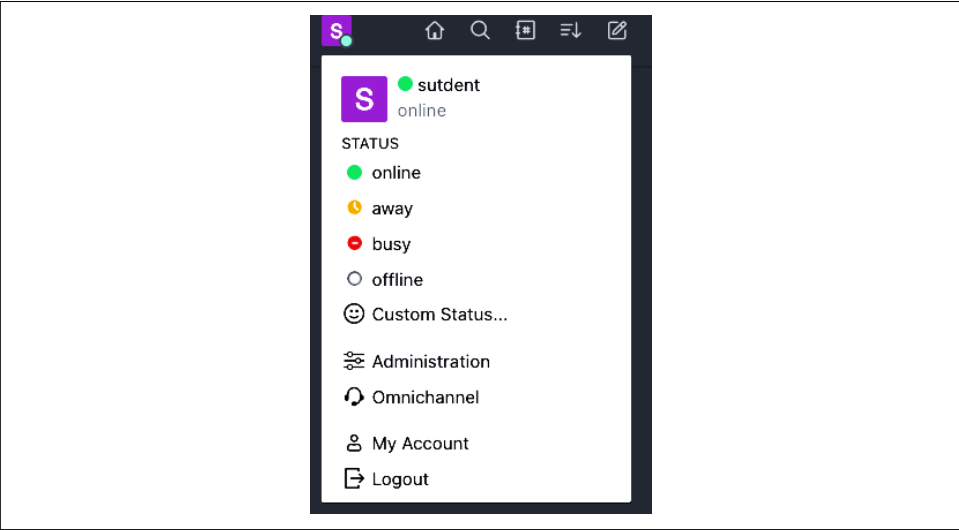 S
S
sutdent
online
STATUS
online
away
busy
offline
Custom Status...
Administration
Omnichannel
My Account
Logout